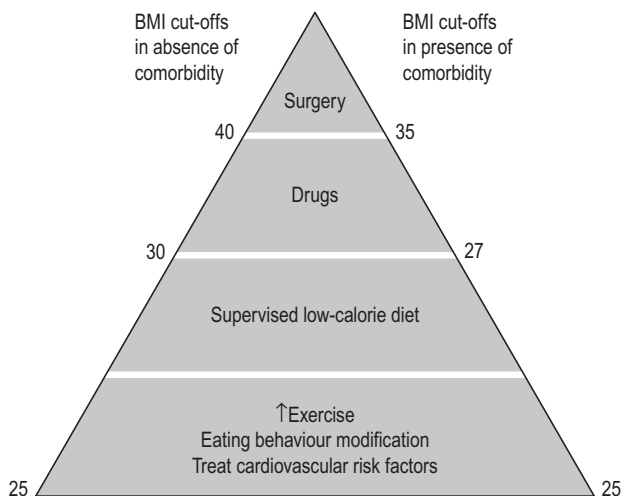 BMI cut-offs
in absence of
comorbidity
BMI cut-offs
in presence of
comorbidity
Surgery
40
35
Drugs
30
27
Supervised low-calorie diet
↑Exercise
Eating behaviour modification
Treat cardiovascular risk factors
25
25